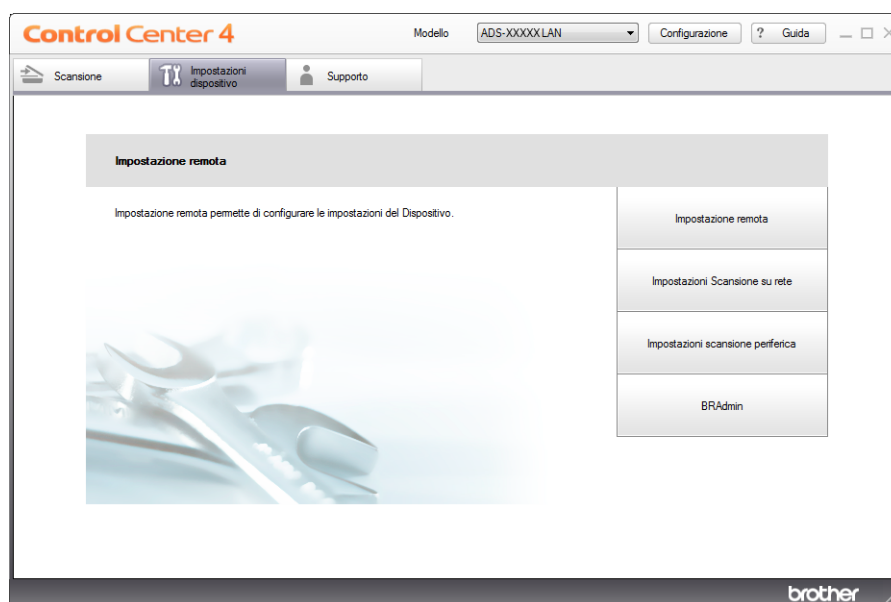 Control Center 4
Modello
ADS-XXXXX LAN
Configurazione
? Guida
Scansione
Impostazioni
dispositivo
Supporto
Impostazione remota
Impostazione remota permette di configurare le impostazioni del Dispositivo.
Impostazione remota
Impostazioni Scansione su rete
Impostazioni scansione periferica
BRAdmin
brother